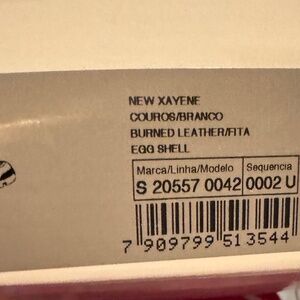 NEW XAYENE
COUROS/BRANCO
BURNED LEATHER/FITA
EGG SHELL
Marca/Linha/Modelo Sequencia
S 20557 0042 0002 U
7 909799 513544